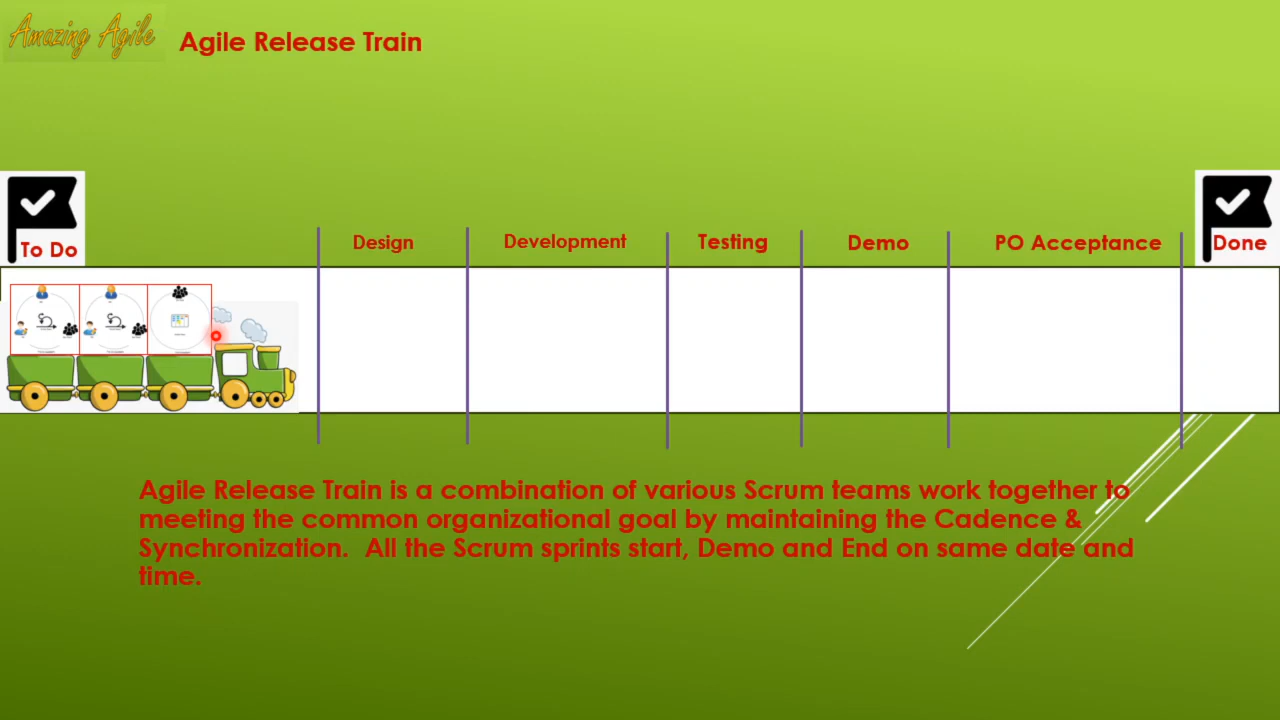 Amazing Agile
Agile Release Train
To Do
Design
Development
Testing
Demo
PO Acceptance
Done
Agile Release Train is a combination of various Scrum teams work together to
meeting the common organizational goal by maintaining the Cadence &
Synchronization.  All the Scrum sprints start, Demo and End on same date and
time.